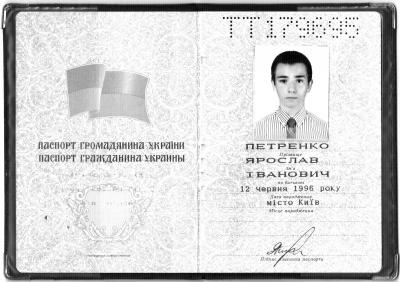 ПАСПОРТ ГРОМАДЯНИНА УКРАЇНИ
ПАСПОРТ ГРАЖДАНИНА УКРАИНЫ
ТТ179695
ПЕТРЕНКО
Прізвище
ЯРОСЛАВ
ім'я
ІВАНОВИЧ
по батькові
12 червня 1996 року
Дата народження
місто Київ
Місце народження
Підпис власника паспорта